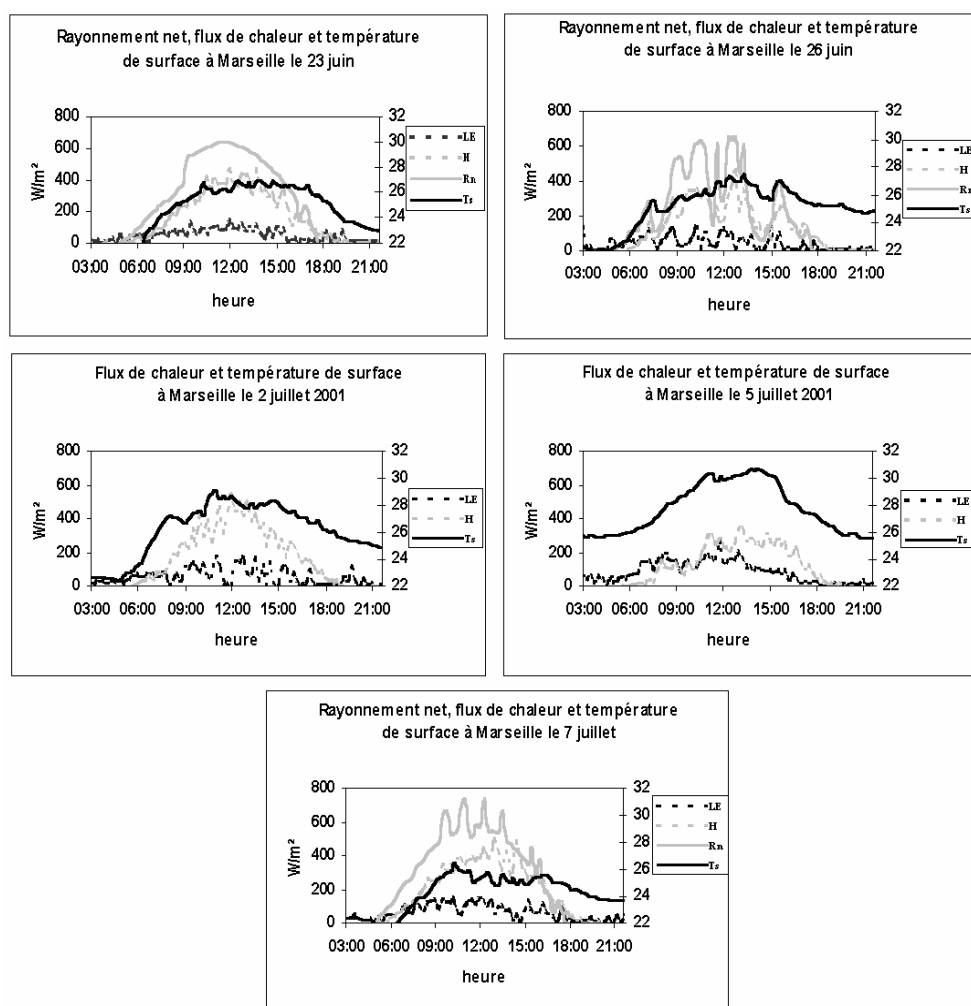 Rayonnement net, flux de chaleur et température
de surface à Marseille le 23 juin
800
600
400
200
0
W/m²
32
30
28
26
24
22
LE
H
Rn
Ts
03:00 06:00 09:00 12:00 15:00 18:00 21:00
heure
Rayonnement net, flux de chaleur et température
de surface à Marseille le 26 juin
800
600
400
200
0
W/m²
32
30
28
26
24
22
LE
H
Rn
Ts
03:00 06:00 09:00 12:00 15:00 18:00 21:00
heure
Flux de chaleur et température de surface
à Marseille le 2 juillet 2001
800
600
400
200
0
W/m²
32
30
28
26
24
22
LE
H
Ts
03:00 06:00 09:00 12:00 15:00 18:00 21:00
heure
Flux de chaleur et température de surface
à Marseille le 5 juillet 2001
800
600
400
200
0
W/m²
32
30
28
26
24
22
LE
H
Ts
03:00 06:00 09:00 12:00 15:00 18:00 21:00
heure
Rayonnement net, flux de chaleur et température
de surface à Marseille le 7 juillet
800
600
400
200
0
W/m²
32
30
28
26
24
22
LE
H
Rn
Ts
03:00 06:00 09:00 12:00 15:00 18:00 21:00
heure